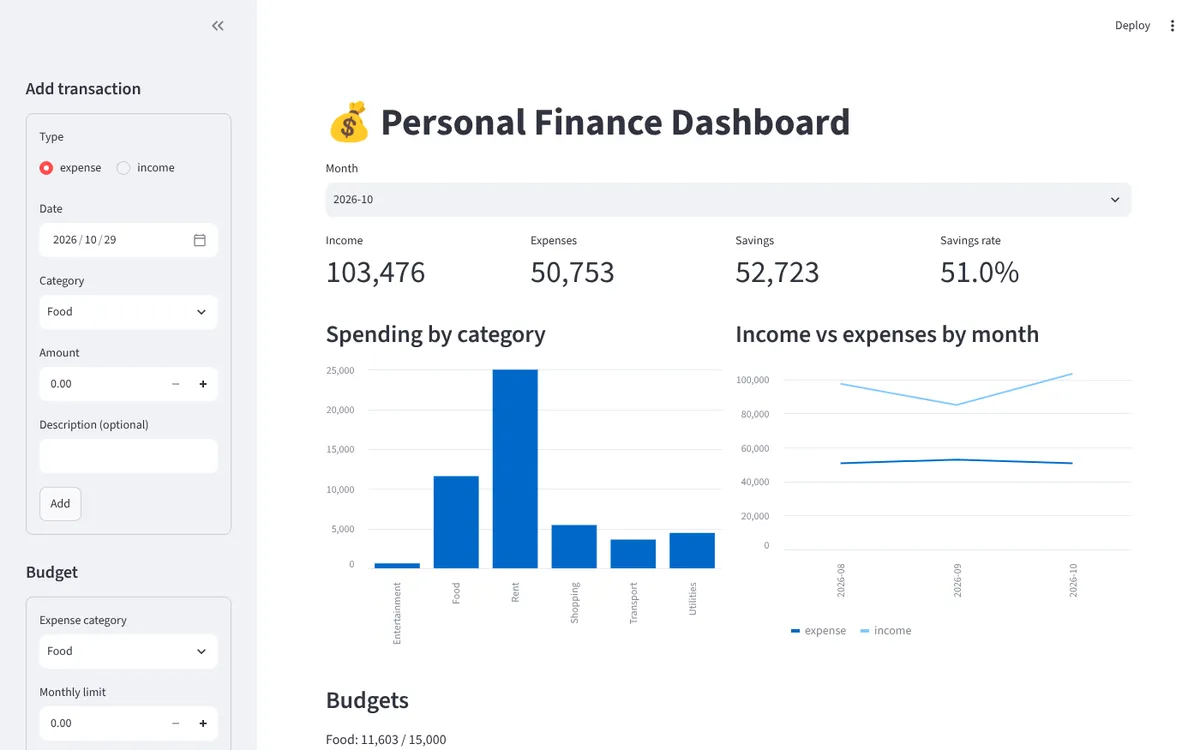 Deploy
Add transaction
Type
expense income
Date
2026/10/29
Category
Food
Amount
0.00
Description (optional)
Add
Budget
Expense category
Food
Monthly limit
0.00
💰 Personal Finance Dashboard
Month
2026-10
Income Expenses Savings Savings rate
103,476 50,753 52,723 51.0%
Spending by category
25,000
20,000
15,000
10,000
5,000
0
Entertainment
Food
Rent
Shopping
Transport
Utilities
Income vs expenses by month
100,000
80,000
60,000
40,000
20,000
0
2026-08
2026-09
2026-10
expense income
Budgets
Food: 11,603 / 15,000